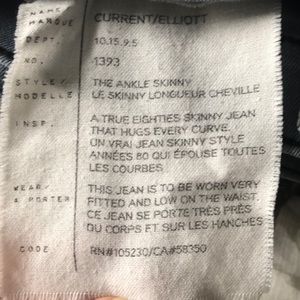 NAME CURRENT/ELLIOTT
MARQUE
DEPT. 10.15.9.5
NO. 1393
STYLE/ THE ANKLE SKINNY
MODELLE LE SKINNY LONGUEUR CHEVILLE
INSP. A TRUE EIGHTIES SKINNY JEAN
THAT HUGS EVERY CURVE.
UN VRAI JEAN SKINNY STYLE
ANNÉES 80 QUI ÉPOUSE TOUTES
LES COURBES
WEAR/ THIS JEAN IS TO BE WORN VERY
À PORTER FITTED AND LOW ON THE WAIST.
CE JEAN SE PORTE TRÈS PRÈS
DU CORPS ET SUR LES HANCHES
CODE RN#105230/CA#58350